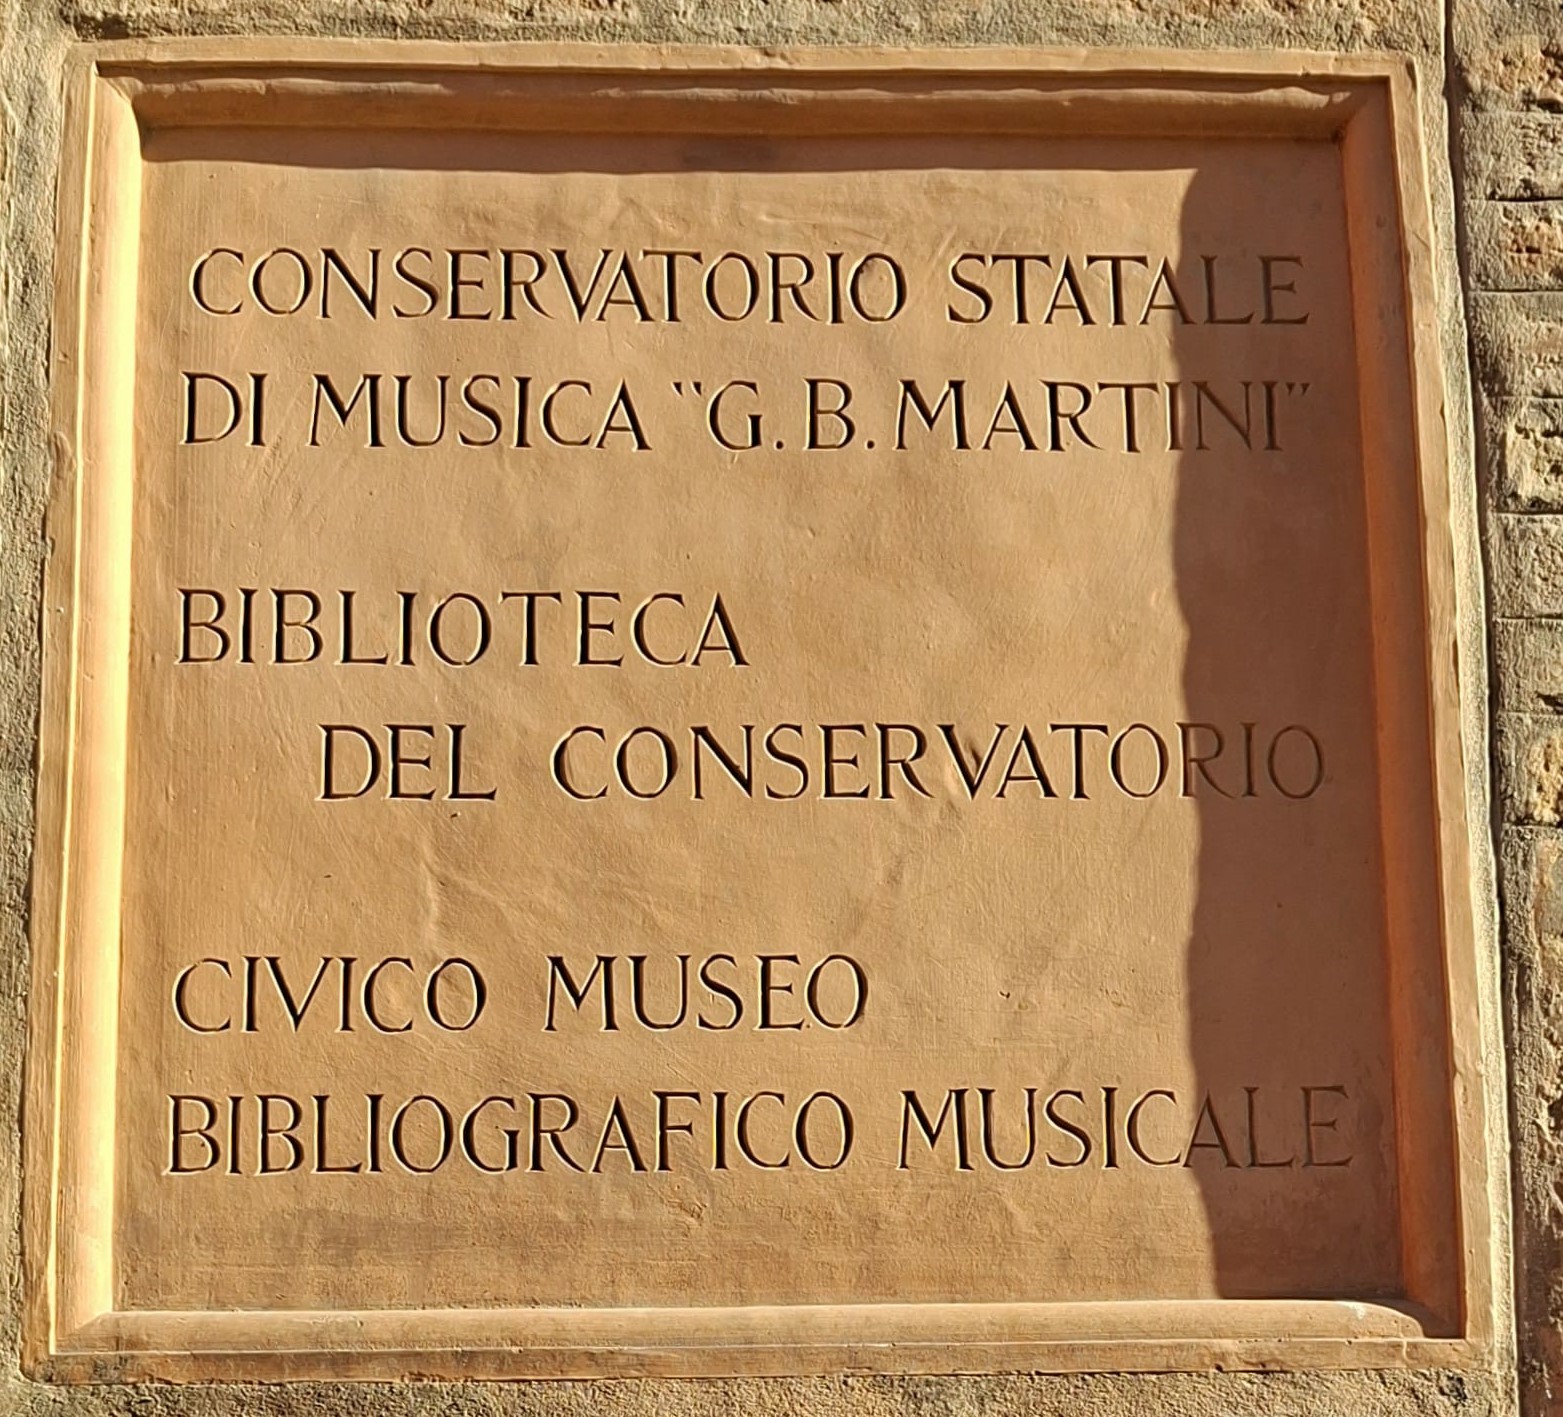 CONSERVATORIO STATALE
DI MUSICA "G.B. MARTINI"
BIBLIOTECA
DEL CONSERVATORIO
CIVICO MUSEO
BIBLIOGRAFICO MUSICALE